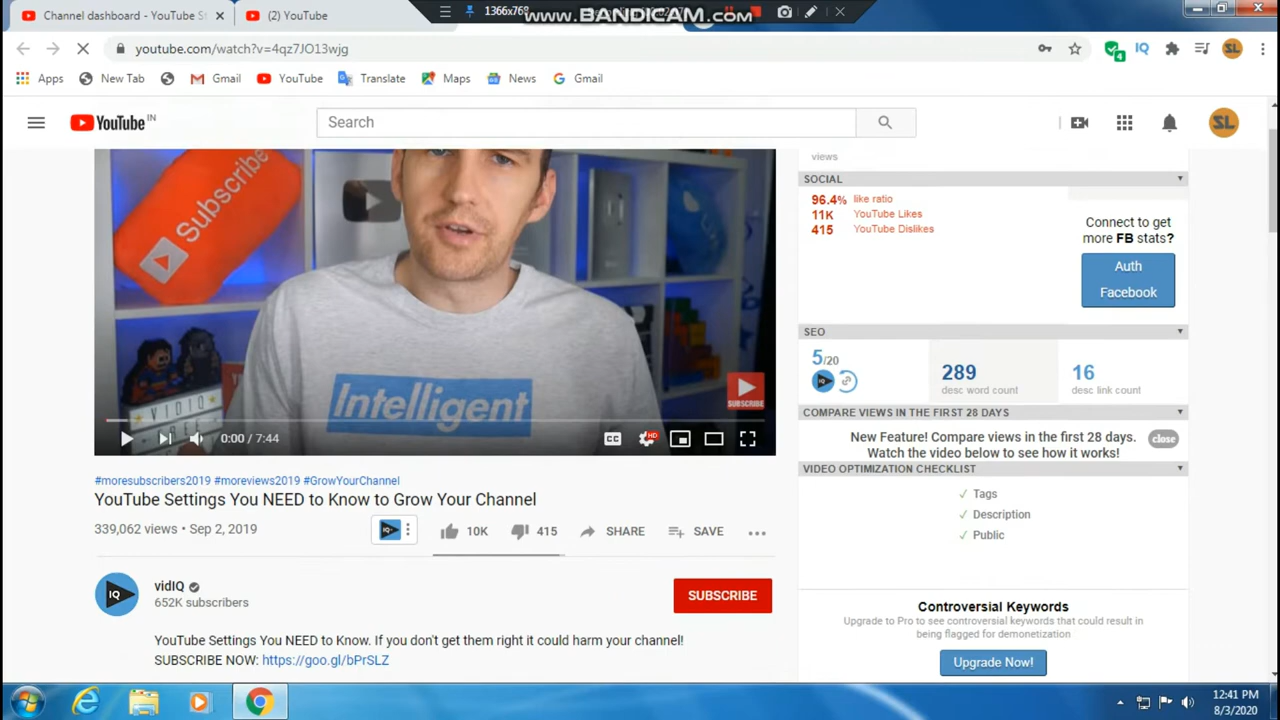 Channel dashboard - YouTube S
(2) YouTube
1366x768
www.BANDICAM.com
youtube.com/watch?v=4qz7JO13wjg
4
IQ
SL
Apps New Tab Gmail YouTube Translate Maps News Gmail
YouTube IN
Search
SL
Subscribe
Intelligent
SUBSCRIBE
0:00 / 7:44
CC
HD
#moresubscribers2019 #moreviews2019 #GrowYourChannel
YouTube Settings You NEED to Know to Grow Your Channel
339,062 views • Sep 2, 2019
IQ
10K 415 SHARE SAVE
IQ
vidIQ
652K subscribers
SUBSCRIBE
YouTube Settings You NEED to Know. If you don't get them right it could harm your channel!
SUBSCRIBE NOW: https://goo.gl/bPrSLZ
views
SOCIAL
96.4% like ratio
11K YouTube Likes
415 YouTube Dislikes
Connect to get
more FB stats?
Auth
Facebook
SEO
5/20
289
desc word count
16
desc link count
COMPARE VIEWS IN THE FIRST 28 DAYS
New Feature! Compare views in the first 28 days.
Watch the video below to see how it works!
close
VIDEO OPTIMIZATION CHECKLIST
✓ Tags
✓ Description
✓ Public
Controversial Keywords
Upgrade to Pro to see controversial keywords that could result in
being flagged for demonetization
Upgrade Now!
12:41 PM
8/3/2020